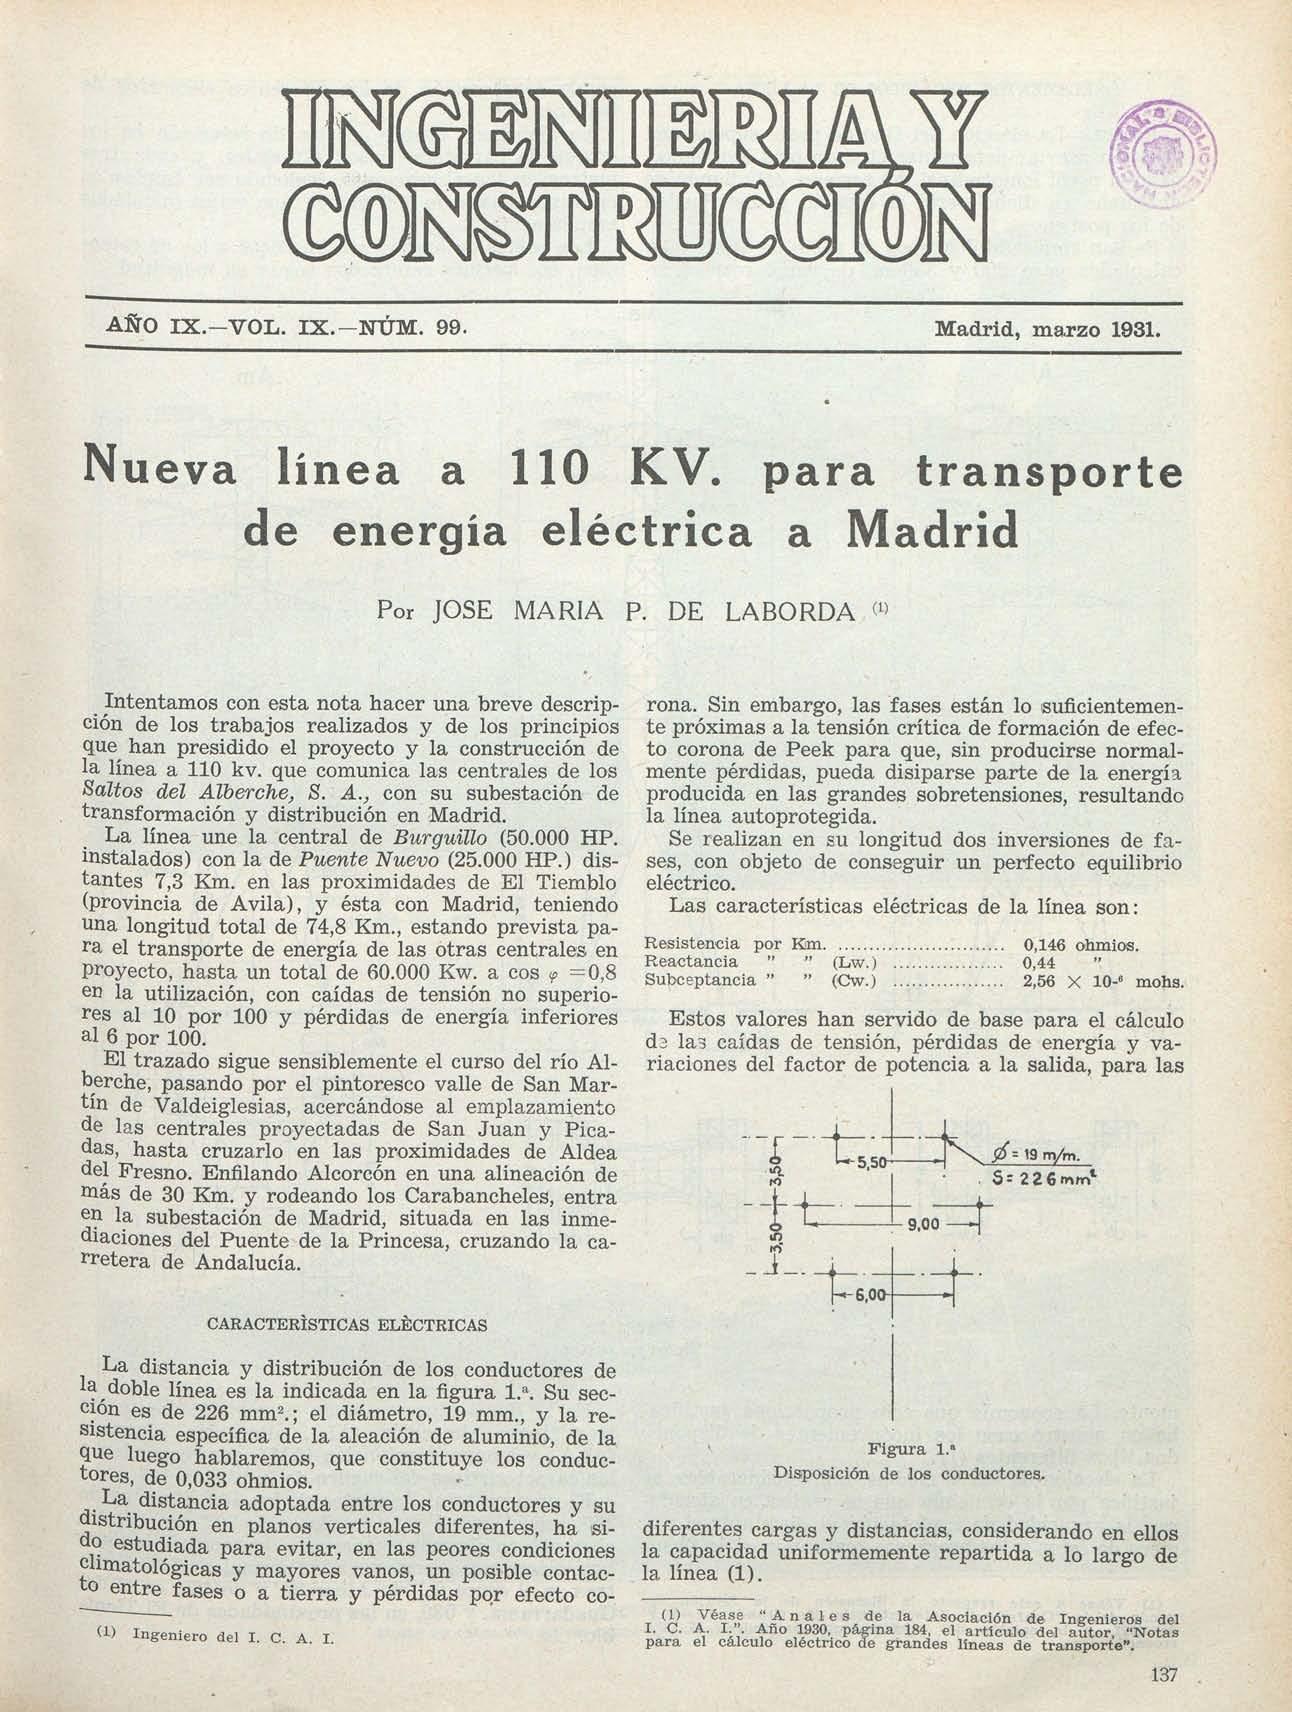 INGENIERIA Y
CONSTRUCCIÓN
BIBLIOTECA NACIONAL
AÑO IX.—VOL. IX.—NÚM. 99.
Madrid, marzo 1931.
Nueva línea a 110 KV. para transporte
de energía eléctrica a Madrid
Por JOSE MARIA P. DE LABORDA (1)
Intentamos con esta nota hacer una breve descrip-
ción de los trabajos realizados y de los principios
que han presidido el proyecto y la construcción de
la línea a 110 kv. que comunica las centrales de los
Saltos del Alberche, S. A., con su subestación de
transformación y distribución en Madrid.
La línea une la central de Burguillo (50.000 HP.
instalados) con la de Puente Nuevo (25.000 HP.) dis-
tantes 7,3 Km. en las proximidades de El Tiemblo
(provincia de Avila), y ésta con Madrid, teniendo
una longitud total de 74,8 Km., estando prevista pa-
ra el transporte de energía de las otras centrales en
proyecto, hasta un total de 60.000 Kw. a cos φ =0,8
en la utilización, con caídas de tensión no superio-
res al 10 por 100 y pérdidas de energía inferiores
al 6 por 100.
El trazado sigue sensiblemente el curso del río Al-
berche, pasando por el pintoresco valle de San Mar-
tín de Valdeiglesias, acercándose al emplazamiento
de las centrales proyectadas de San Juan y Pica-
das, hasta cruzarlo en las proximidades de Aldea
del Fresno. Enfilando Alcorcón en una alineación de
más de 30 Km. y rodeando los Carabancheles, entra
en la subestación de Madrid, situada en las inme-
diaciones del Puente de la Princesa, cruzando la ca-
rretera de Andalucía.
CARACTERÌSTICAS ELÈCTRICAS
La distancia y distribución de los conductores de
la doble línea es la indicada en la figura 1.ª. Su sec-
ción es de 226 mm².; el diámetro, 19 mm., y la re-
sistencia específica de la aleación de aluminio, de la
que luego hablaremos, que constituye los conduc-
tores, de 0,033 ohmios.
La distancia adoptada entre los conductores y su
distribución en planos verticales diferentes, ha si-
do estudiada para evitar, en las peores condiciones
climatológicas y mayores vanos, un posible contac-
to entre fases o a tierra y pérdidas por efecto co-
(1) Ingeniero del I. C. A. I.
rona. Sin embargo, las fases están lo suficientemen-
te próximas a la tensión crítica de formación de efec-
to corona de Peek para que, sin producirse normal-
mente pérdidas, pueda disiparse parte de la energía
producida en las grandes sobretensiones, resultando
la línea autoprotegida.
Se realizan en su longitud dos inversiones de fa-
ses, con objeto de conseguir un perfecto equilibrio
eléctrico.
Las características eléctricas de la línea son:
Resistencia por Km. ........................... 0,146 ohmios.
Reactancia " " (Lw.) .................. 0,44 "
Subceptancia " " (Cw.) .................. 2,56 × 10-⁶ mohs.
Estos valores han servido de base para el cálculo
de las caídas de tensión, pérdidas de energía y va-
riaciones del factor de potencia a la salida, para las
5,50
Ø = 19 m/m.
S = 226 mm²
3,50
9,00
3,50
6,00
Figura 1.ª
Disposición de los conductores.
diferentes cargas y distancias, considerando en ellos
la capacidad uniformemente repartida a lo largo de
la línea (1).
(1) Véase "Anales de la Asociación de Ingenieros del
I. C. A. I.". Año 1930, página 184, el artículo del autor, "Notas
para el cálculo eléctrico de grandes líneas de transporte".
137